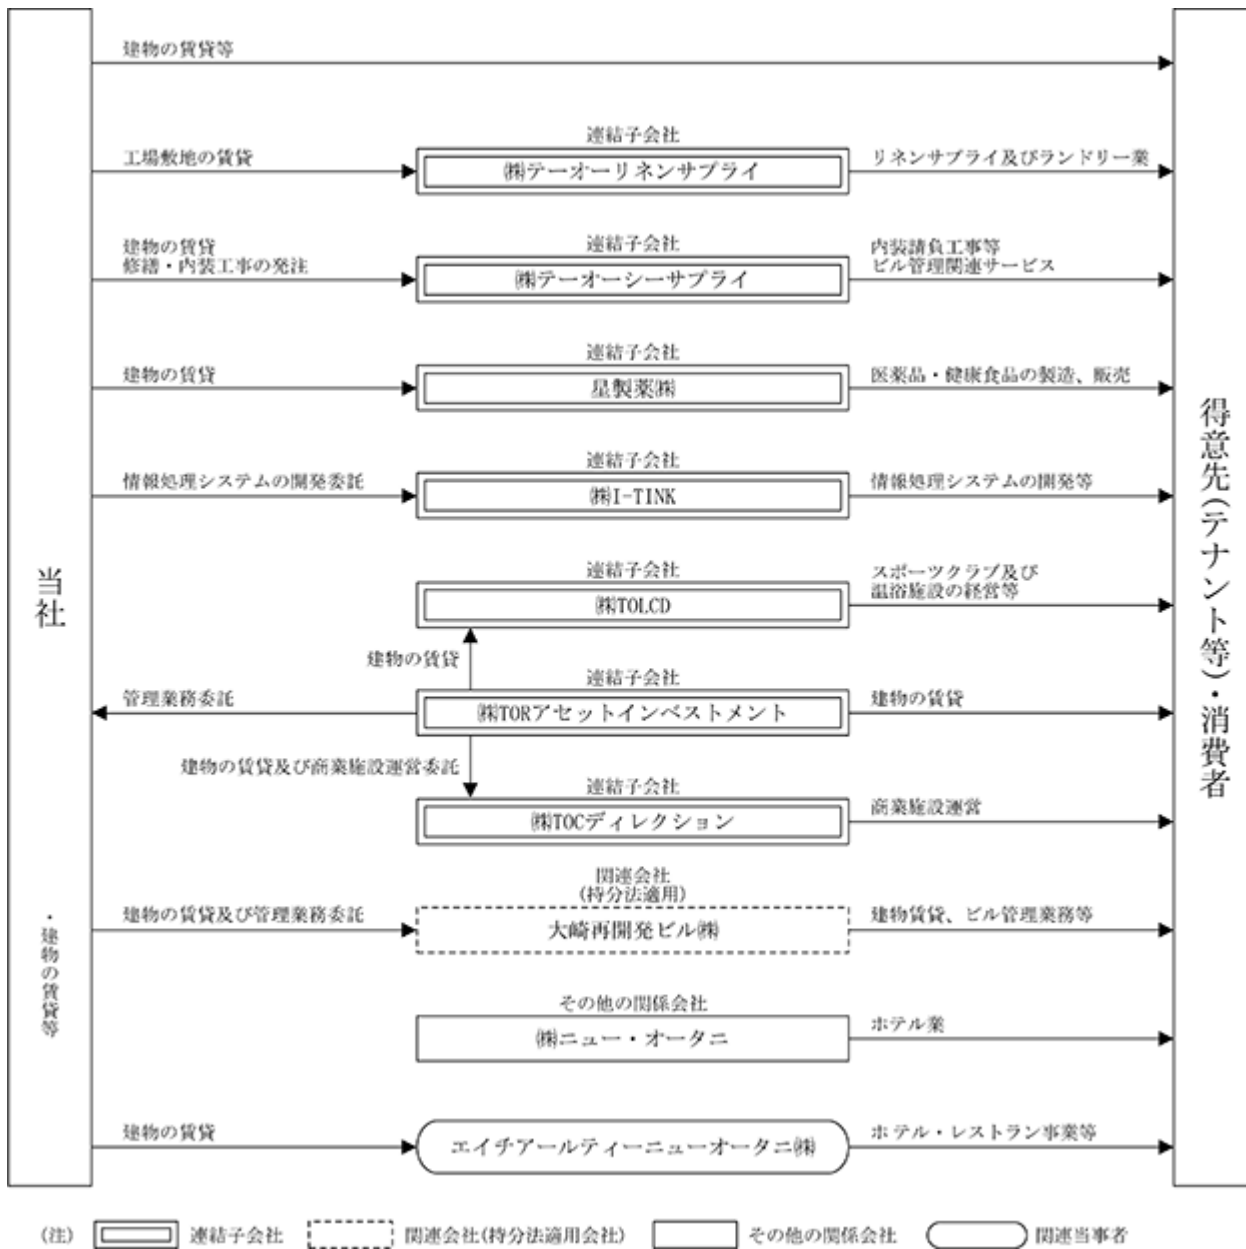 建物の賃貸等
連結子会社
工場敷地の賃貸
㈱テーオーリネンサプライ
リネンサプライ及びランドリー業
建物の賃貸
修繕・内装工事の発注
連結子会社
㈱テーオーシーサプライ
内装請負工事等
ビル管理関連サービス
連結子会社
建物の賃貸
星製薬㈱
医薬品・健康食品の製造、販売
連結子会社
情報処理システムの開発委託
㈱I-TINK
情報処理システムの開発等
当社
連結子会社
㈱TOLCD
スポーツクラブ及び
温浴施設の経営等
得意先(テナント等)・消費者
建物の賃貸
連結子会社
管理業務委託
㈱TORアセットインベストメント
建物の賃貸
建物の賃貸及び商業施設運営委託
連結子会社
㈱TOCディレクション
商業施設運営
関連会社
(持分法適用)
建物の賃貸及び管理業務委託
大崎再開発ビル㈱
建物賃貸、ビル管理業務等
・建物の賃貸等
その他の関係会社
㈱ニュー・オータニ
ホテル業
建物の賃貸
エイチアールティーニューオータニ㈱
ホテル・レストラン事業等
(注) 連結子会社 関連会社(持分法適用会社) その他の関係会社 関連当事者